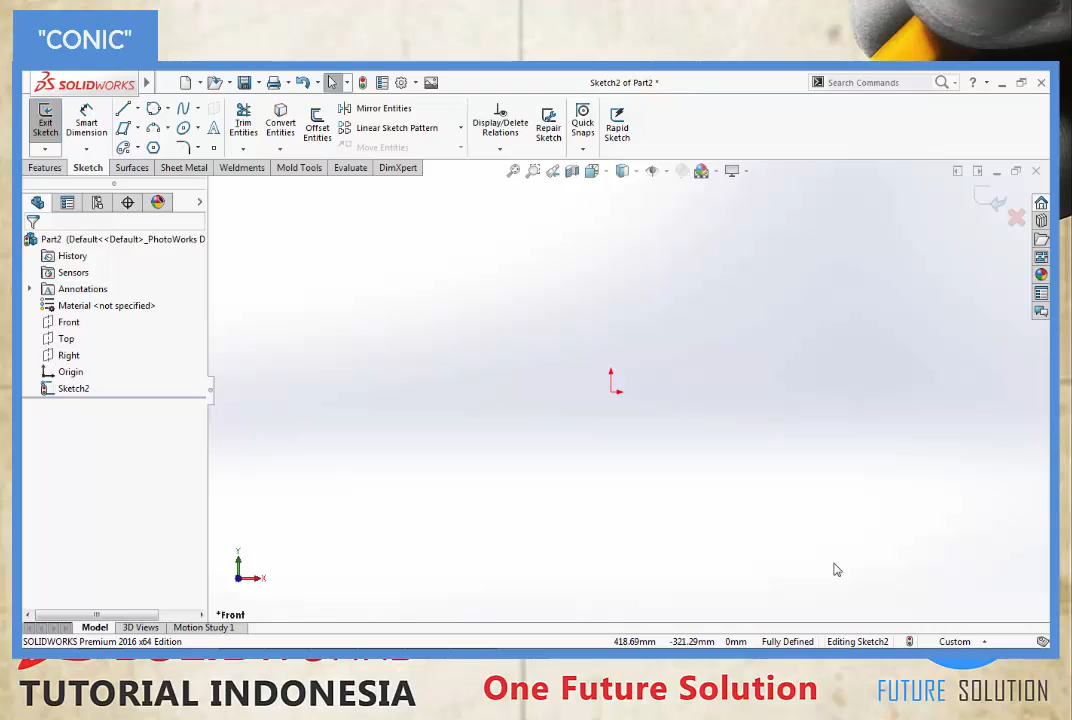 "CONIC"
SOLIDWORKS
Sketch2 of Part2 *
Search Commands
?
Exit Sketch
Smart Dimension
Trim Entities
Convert Entities
Offset Entities
Mirror Entities
Linear Sketch Pattern
Move Entities
Display/Delete Relations
Repair Sketch
Quick Snaps
Rapid Sketch
Features
Sketch
Surfaces
Sheet Metal
Weldments
Mold Tools
Evaluate
DimXpert
Part2 (Default<<Default>_PhotoWorks D
History
Sensors
Annotations
Material <not specified>
Front
Top
Right
Origin
Sketch2
Y
X
*Front
Model
3D Views
Motion Study 1
SOLIDWORKS Premium 2016 x64 Edition
418.69mm
-321.29mm
0mm
Fully Defined
Editing Sketch2
Custom
TUTORIAL INDONESIA
One Future Solution
FUTURE SOLUTION